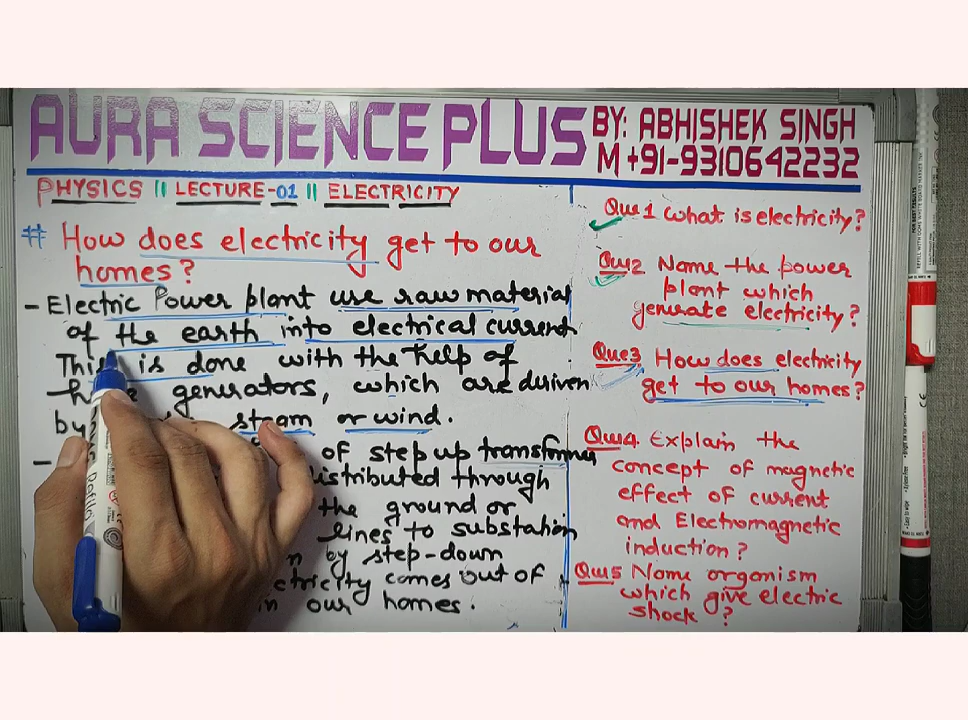 AURA SCIENCE PLUS
BY: ABHISHEK SINGH
M +91-9310642232
PHYSICS || LECTURE-01 || ELECTRICITY
# How does electricity get to our
homes?
- Electric Power plant use raw material
of the earth into electrical current
This is done with the help of
generators, which are driven
by steam or wind.
- of step up transformer
distributed through
the ground or
lines to substation
by step-down
electricity comes out of
in our homes.
Que1 What is electricity?
Que2 Name the power
plant which
generate electricity?
Que3 How does electricity
get to our homes?
Que4. Explain the
concept of magnetic
effect of current
and Electromagnetic
induction?
Que5 Name organism
which give electric
shock ?